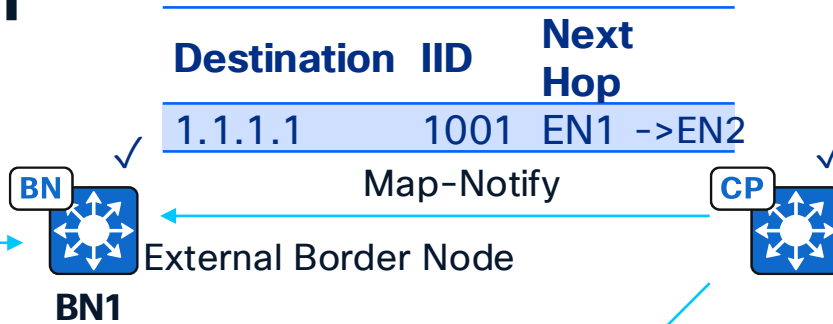 Destination IID Next Hop
1.1.1.1 1001 EN1 ->EN2
✓ ✓
Map-Notify
BN CP
External Border Node
BN1